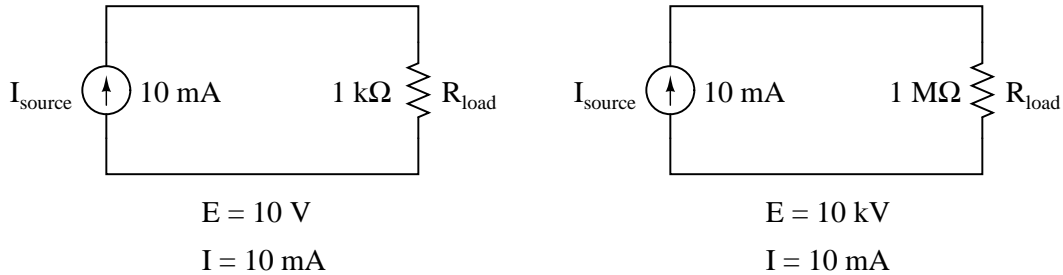 I_source 10 mA 1 kΩ R_load
E = 10 V
I = 10 mA
I_source 10 mA 1 MΩ R_load
E = 10 kV
I = 10 mA